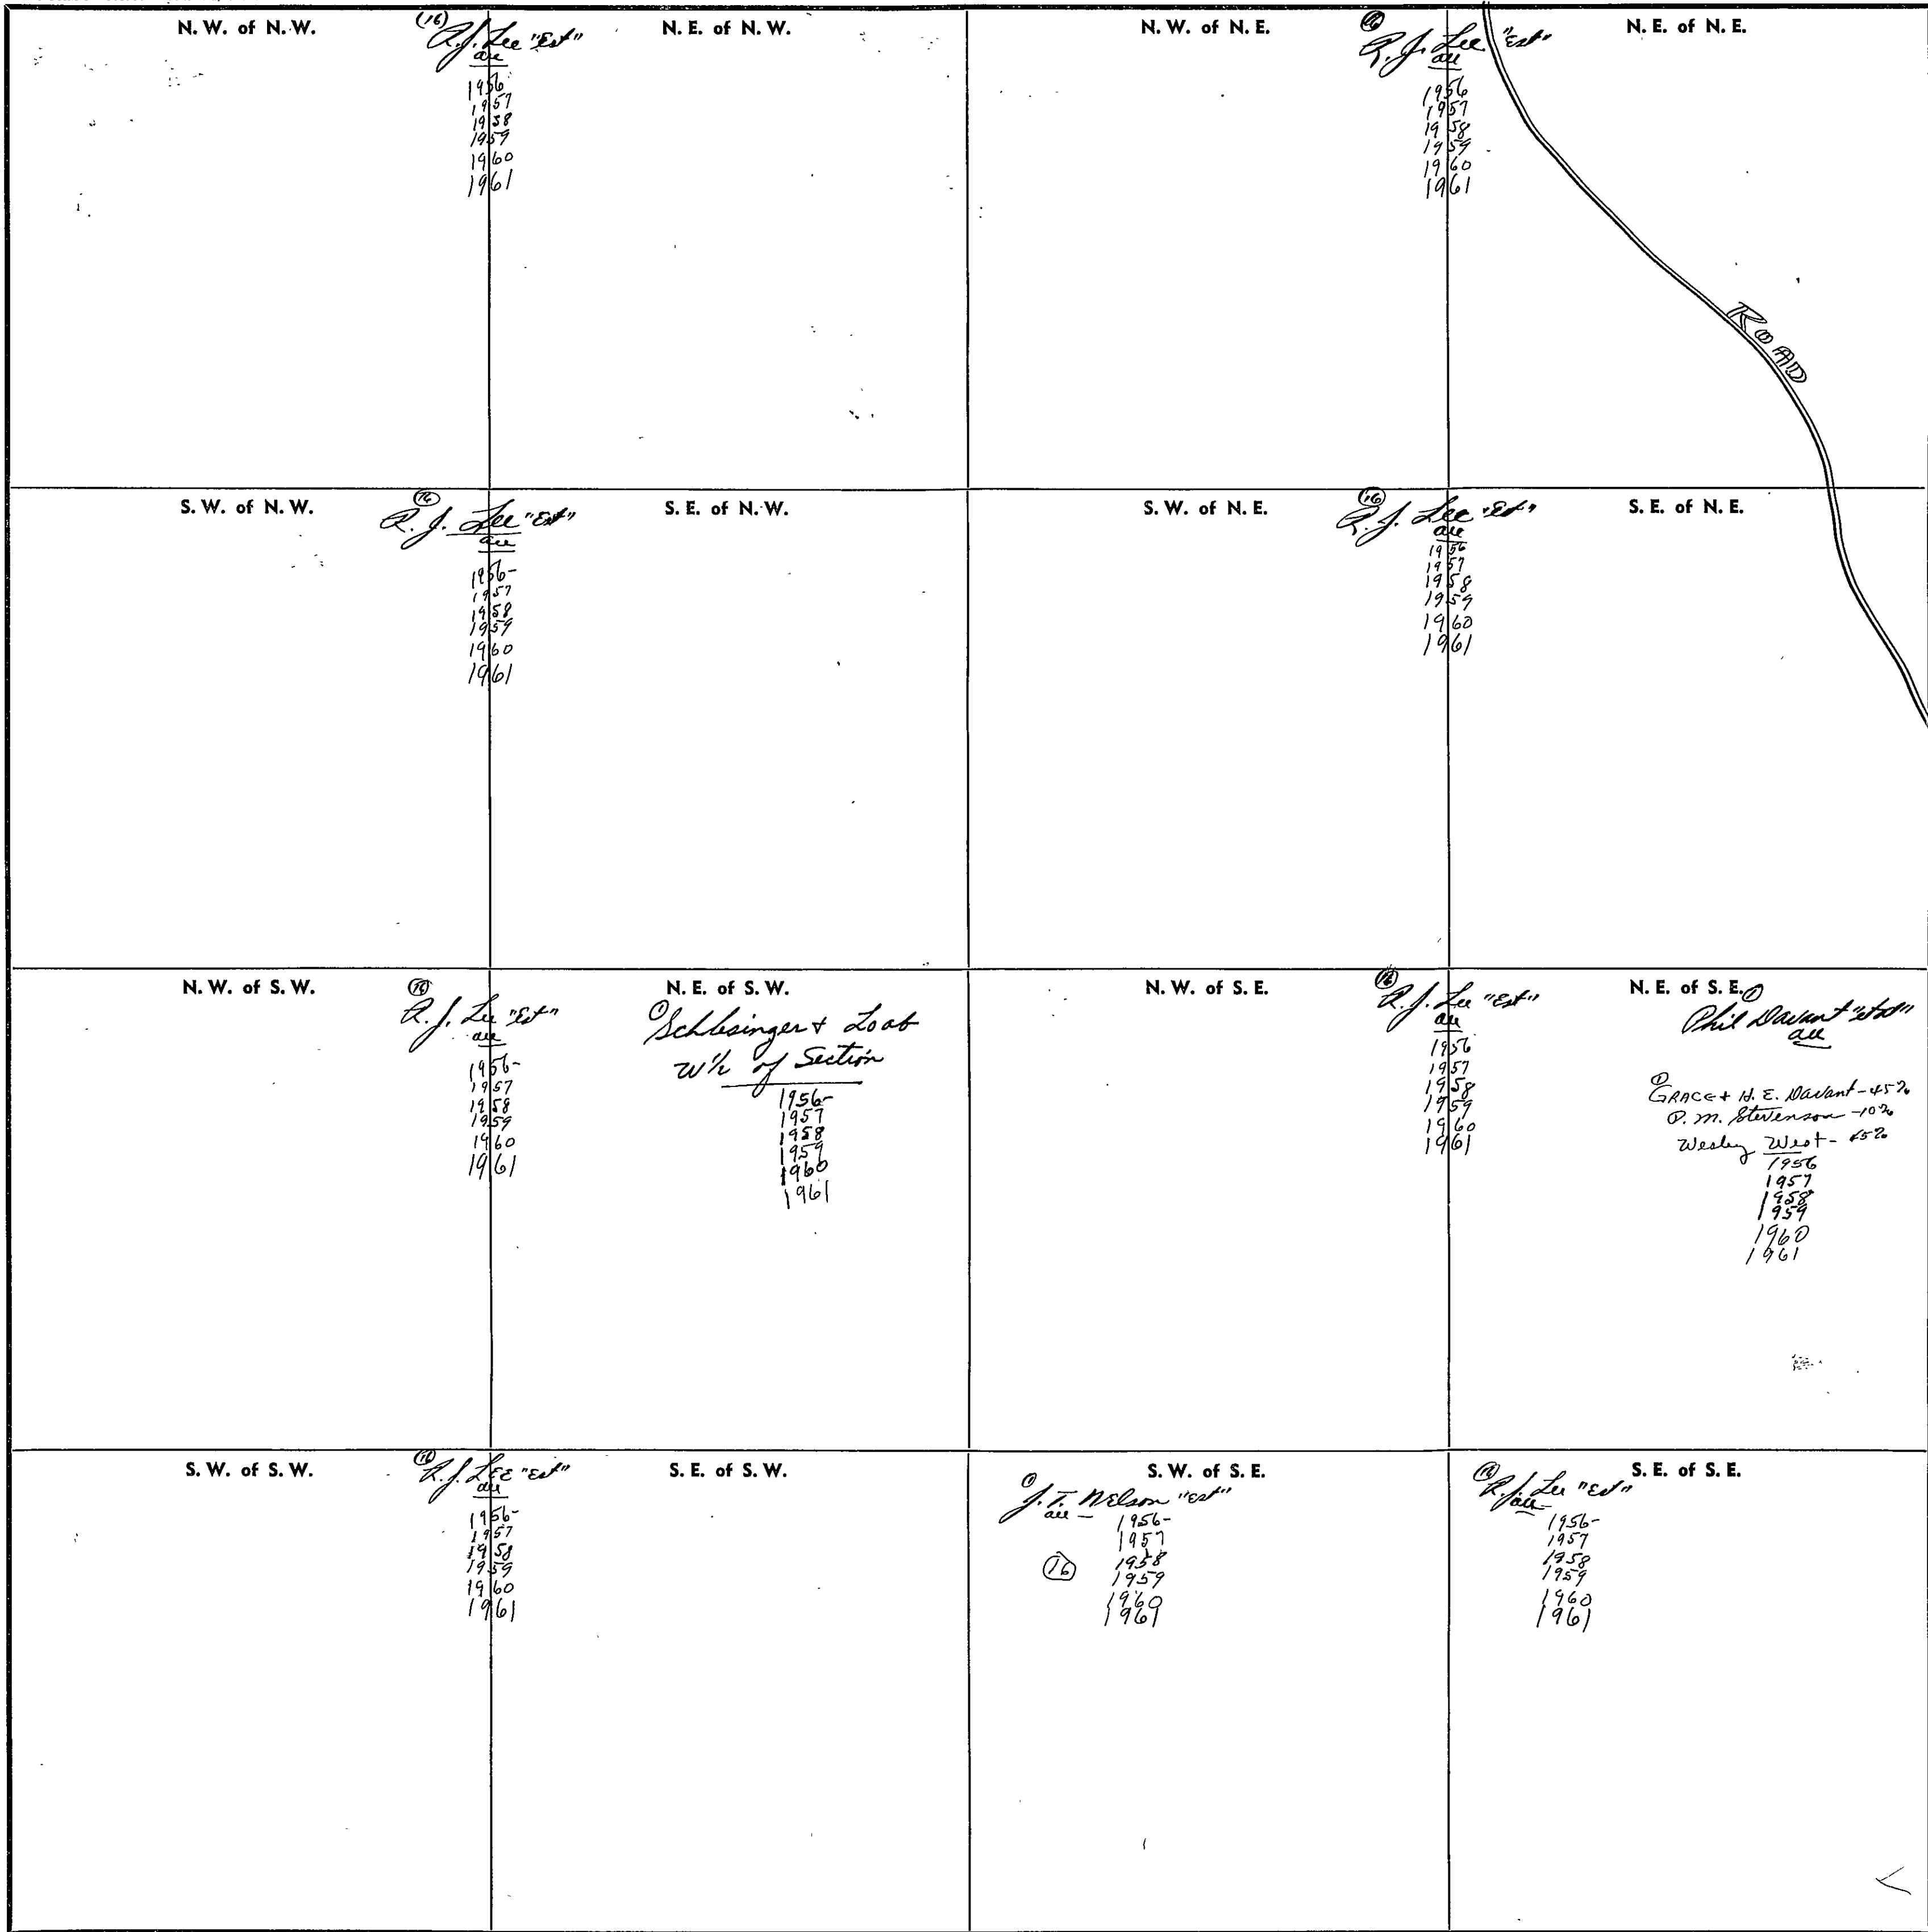 N. W. of N. W.
(16)
R. J. Lee "Est"
all
1956
1957
1958
1959
1960
1961
N. E. of N. W.
N. W. of N. E.
(16)
R. J. Lee "Est"
all
1956
1957
1958
1959
1960
1961
N. E. of N. E.
ROAD
S. W. of N. W.
(16)
R. J. Lee "Est"
all
1956-
1957
1958
1959
1960
1961
S. E. of N. W.
S. W. of N. E.
(16)
R. J. Lee "Est"
all
1956
1957
1958
1959
1960
1961
S. E. of N. E.
N. W. of S. W.
(16)
R. J. Lee "Est"
all
1956-
1957
1958
1959
1960
1961
N. E. of S. W.
(1) Schlesinger + Loab
W½ of Section
1956-
1957
1958
1959
1960
1961
N. W. of S. E.
(16)
R. J. Lee "Est"
all
1956
1957
1958
1959
1960
1961
N. E. of S. E. (1)
Phil Davant
all
(1)
GRACE + H. E. Davant - 45%
P. M. Stevenson - 10%
Wesley West - 45%
1956
1957
1958
1959
1960
1961
S. W. of S. W.
(16)
R. J. LEE "Est"
all
1956-
1957
1958
1959
1960
1961
S. E. of S. W.
S. W. of S. E.
(1)
J. T. Nelson "est"
all -
1956-
1957
1958
(16)
1959
1960
1961
S. E. of S. E.
(16)
R. J. Lee "Est"
all -
1956-
1957
1958
1959
1960
1961